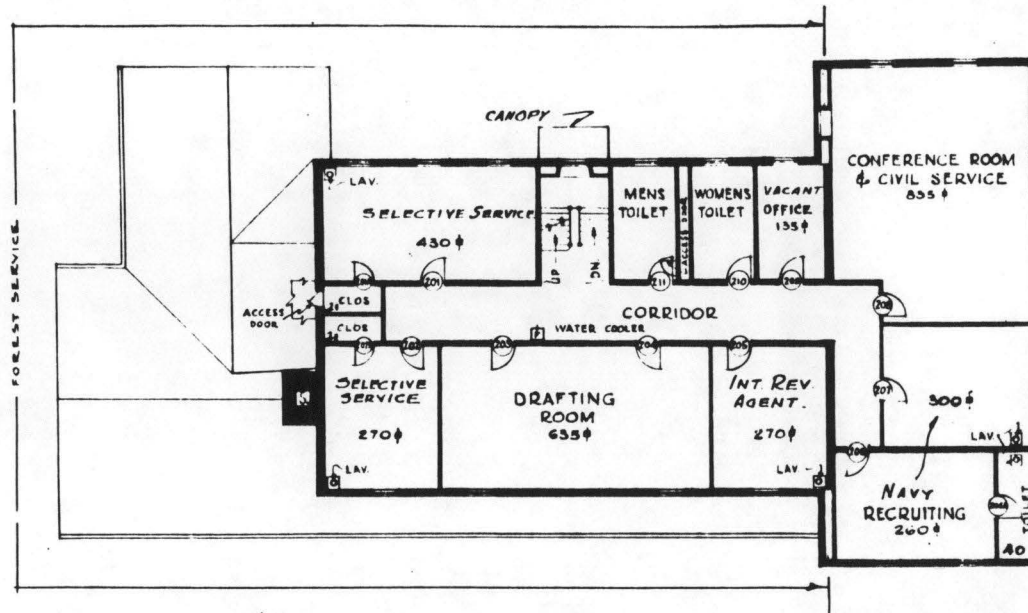 CANOPY
FOREST SERVICE
LAV.
SELECTIVE SERVICE
430 ⌀
UP
DN
MENS
TOILET
ACCESS DOOR
WOMENS
TOILET
VACANT
OFFICE
135 ⌀
CONFERENCE ROOM
& CIVIL SERVICE
855 ⌀
201
211
210
209
208
ACCESS
DOOR
CLOS
CLOS
CORRIDOR
WATER COOLER
202
203
204
205
SELECTIVE
SERVICE
270 ⌀
LAV.
DRAFTING
ROOM
635 ⌀
INT. REV.
AGENT.
270 ⌀
LAV.
207
300 ⌀
LAV.
206
NAVY
RECRUITING
260 ⌀
TOILET
40